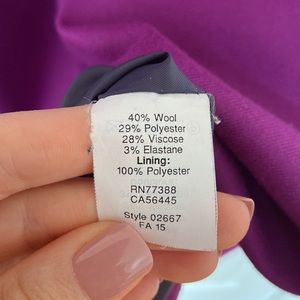 40% Wool
29% Polyester
28% Viscose
3% Elastane
Lining:
100% Polyester
RN77388
CA56445
Style 02667
FA 15